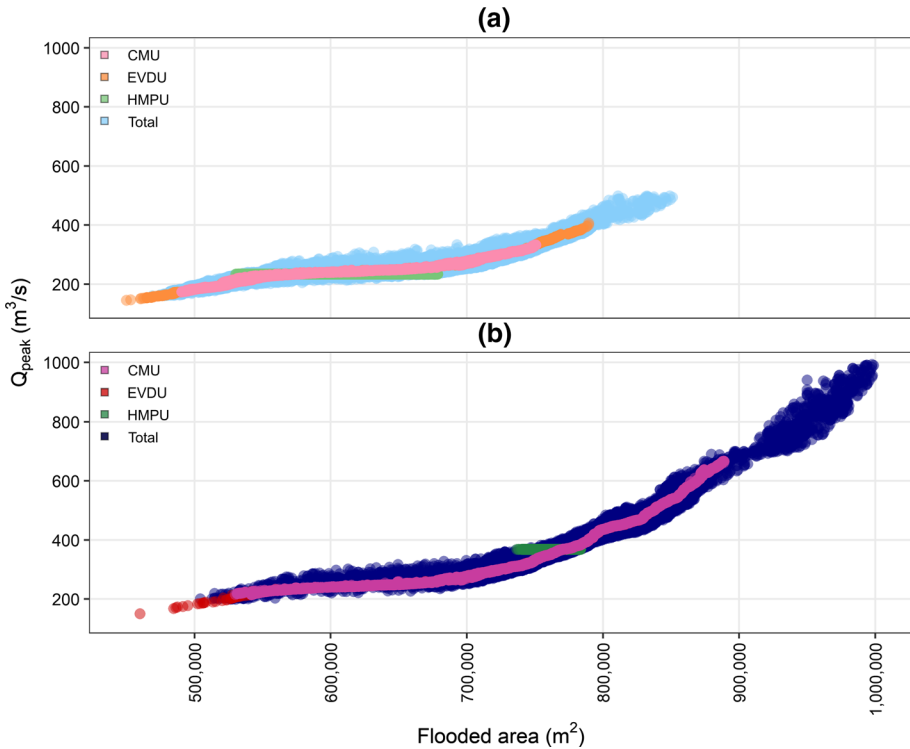 (a)
1000
800
600
400
200
CMU
EVDU
HMPU
Total
(b)
1000
800
600
400
200
CMU
EVDU
HMPU
Total
Qpeak (m³/s)
500,000
600,000
700,000
800,000
900,000
1,000,000
Flooded area (m²)